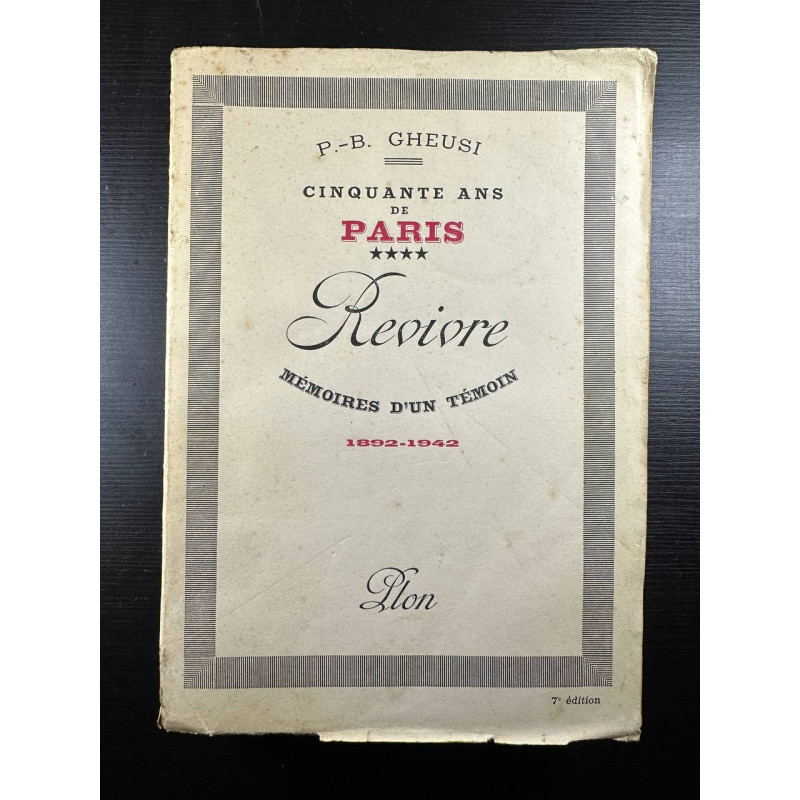 P.-B. GHEUSI
CINQUANTE ANS
DE
PARIS
★★★★
Revivre
MÉMOIRES D'UN TÉMOIN
1892-1942
Plon
7ᵉ édition